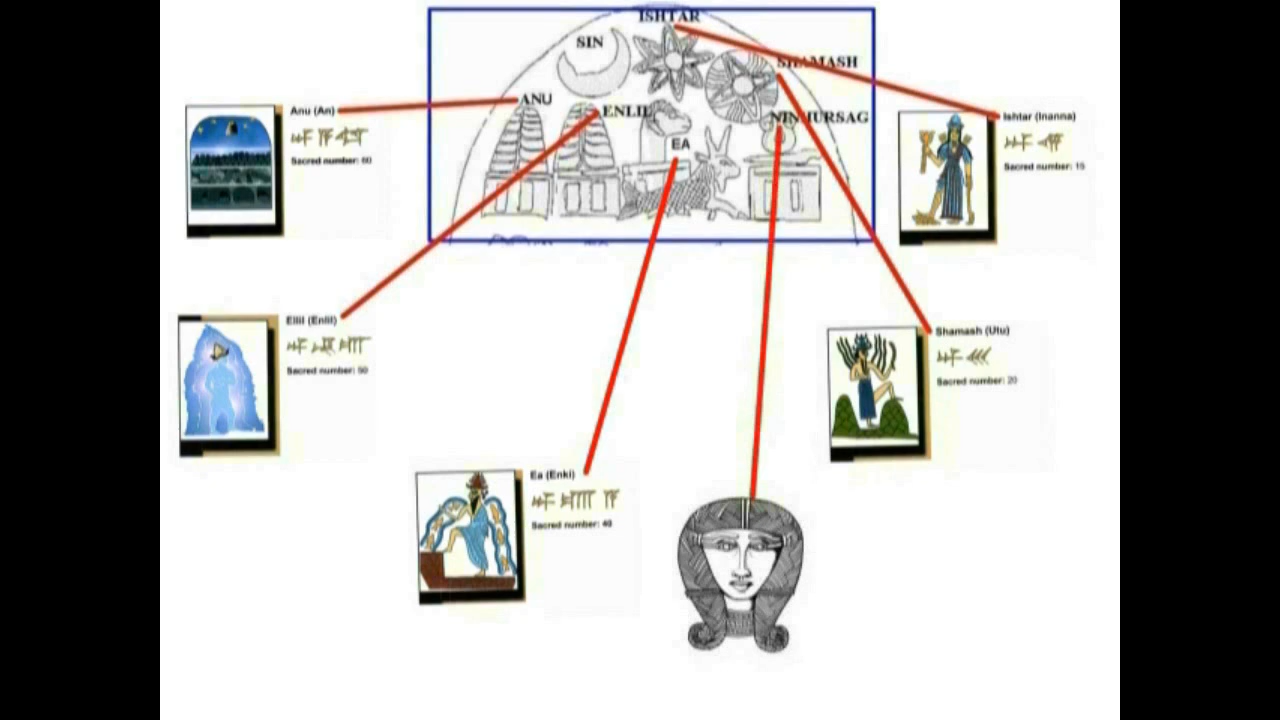 ISHTAR
SIN
SHAMASH
ANU
ENLIL
NINHURSAG
EA
Anu (An)
𒀭 𒀀 𒉡
Sacred number: 60
Ishtar (Inanna)
𒀭 𒈹
Sacred number: 15
Ellil (Enlil)
Sacred number: 50
Shamash (Utu)
𒀭 𒌋𒌋
Sacred number: 20
Ea (Enki)
𒀭 𒂍 𒀀
Sacred number: 40